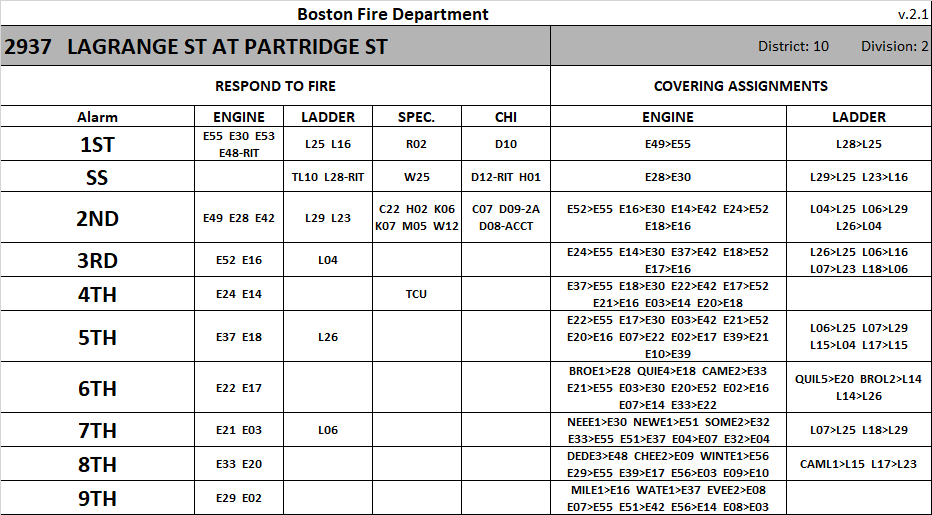 Boston Fire Department v.2.1
2937 LAGRANGE ST AT PARTRIDGE ST District: 10 Division: 2
RESPOND TO FIRE COVERING ASSIGNMENTS
Alarm ENGINE LADDER SPEC. CHI ENGINE LADDER
1ST
E55 E30 E53
E48-RIT
L25 L16
R02
D10
E49>E55
L28>L25
SS
TL10 L28-RIT
W25
D12-RIT H01
E28>E30
L29>L25 L23>L16
2ND
E49 E28 E42
L29 L23
C22 H02 K06
K07 M05 W12
C07 D09-2A
D08-ACCT
E52>E55 E16>E30 E14>E42 E24>E52
E18>E16
L04>L25 L06>L29
L26>L04
3RD
E52 E16
L04
E24>E55 E14>E30 E37>E42 E18>E52
E17>E16
L26>L25 L06>L16
L07>L23 L18>L06
4TH
E24 E14
TCU
E37>E55 E18>E30 E22>E42 E17>E52
E21>E16 E03>E14 E20>E18
5TH
E37 E18
L26
E22>E55 E17>E30 E03>E42 E21>E52
E20>E16 E07>E22 E02>E17 E39>E21
E10>E39
L06>L25 L07>L29
L15>L04 L17>L15
6TH
E22 E17
BROE1>E28 QUIE4>E18 CAME2>E33
E21>E55 E03>E30 E20>E52 E02>E16
E07>E14 E33>E22
QUIL5>E20 BROL2>L14
L14>L26
7TH
E21 E03
L06
NEEE1>E30 NEWE1>E51 SOME2>E32
E33>E55 E51>E37 E04>E07 E32>E04
L07>L25 L18>L29
8TH
E33 E20
DEDE3>E48 CHEE2>E09 WINTE1>E56
E29>E55 E39>E17 E56>E03 E09>E10
CAML1>L15 L17>L23
9TH
E29 E02
MILE1>E16 WATE1>E37 EVEE2>E08
E07>E55 E51>E42 E56>E14 E08>E03